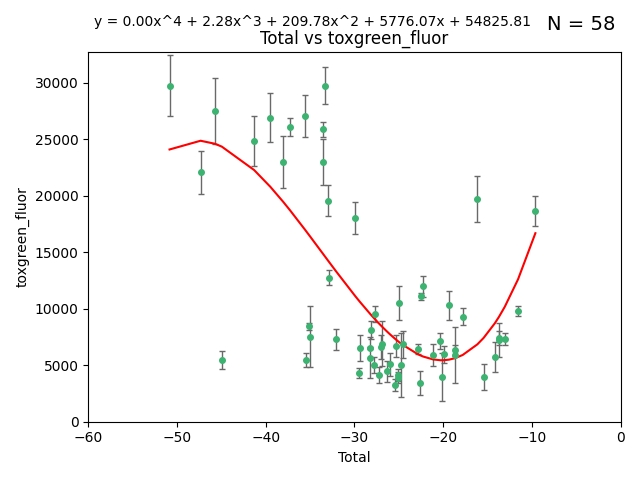 y = 0.00x^4 + 2.28x^3 + 209.78x^2 + 5776.07x + 54825.81
N = 58
Total vs toxgreen_fluor
30000
25000
20000
15000
10000
5000
0
toxgreen_fluor
−60
−50
−40
−30
−20
−10
0
Total